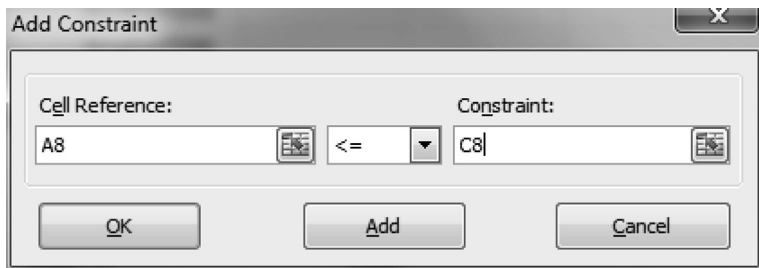 Add Constraint
Cell Reference: Constraint:
A8 <= C8
OK Add Cancel